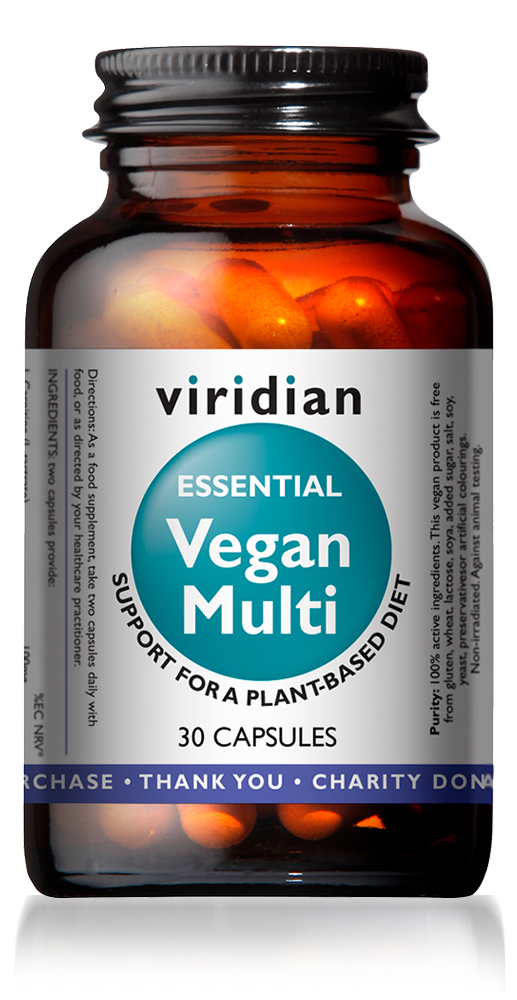 viridian
ESSENTIAL
Vegan
Multi
SUPPORT FOR A PLANT-BASED DIET
30 CAPSULES
RCHASE • THANK YOU • CHARITY DONA
Directions: As a food supplement, take two capsules daily with
food, or as directed by your healthcare practitioner.
INGREDIENTS: two capsules provide:
%EC NRV*
Purity: 100% active ingredients. This vegan product is free
from gluten, wheat, lactose, soya, added sugar, salt, soy,
yeast, preservativesor artificial colourings.
Non-irradiated. Against animal testing.